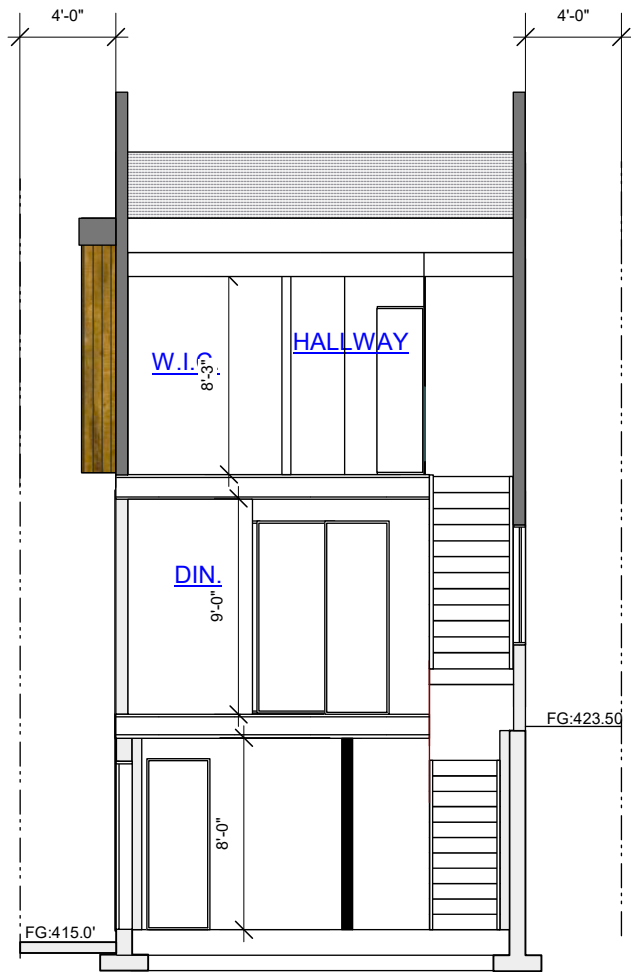 4'-0"
4'-0"
HALLWAY
W.I.C.
8'-3"
DIN.
9'-0"
FG:423.50
8'-0"
FG:415.0'